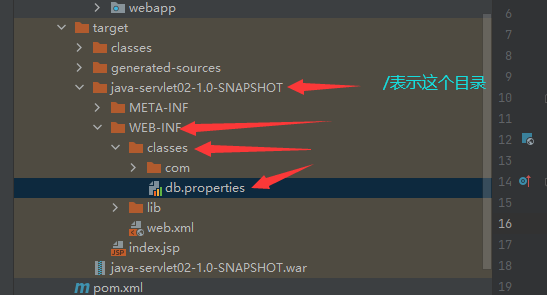 webapp
target
classes
generated-sources
java-servlet02-1.0-SNAPSHOT
/表示这个目录
META-INF
WEB-INF
classes
com
db.properties
lib
web.xml
index.jsp
java-servlet02-1.0-SNAPSHOT.war
pom.xml
6
7
8
9
10
11
12
13
14
15
16
17
18
19